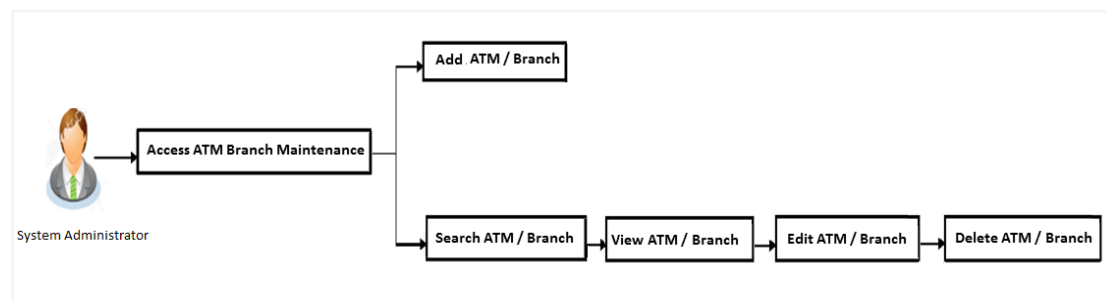 Add ATM / Branch
Access ATM Branch Maintenance
System Administrator
Search ATM / Branch
View ATM / Branch
Edit ATM / Branch
Delete ATM / Branch